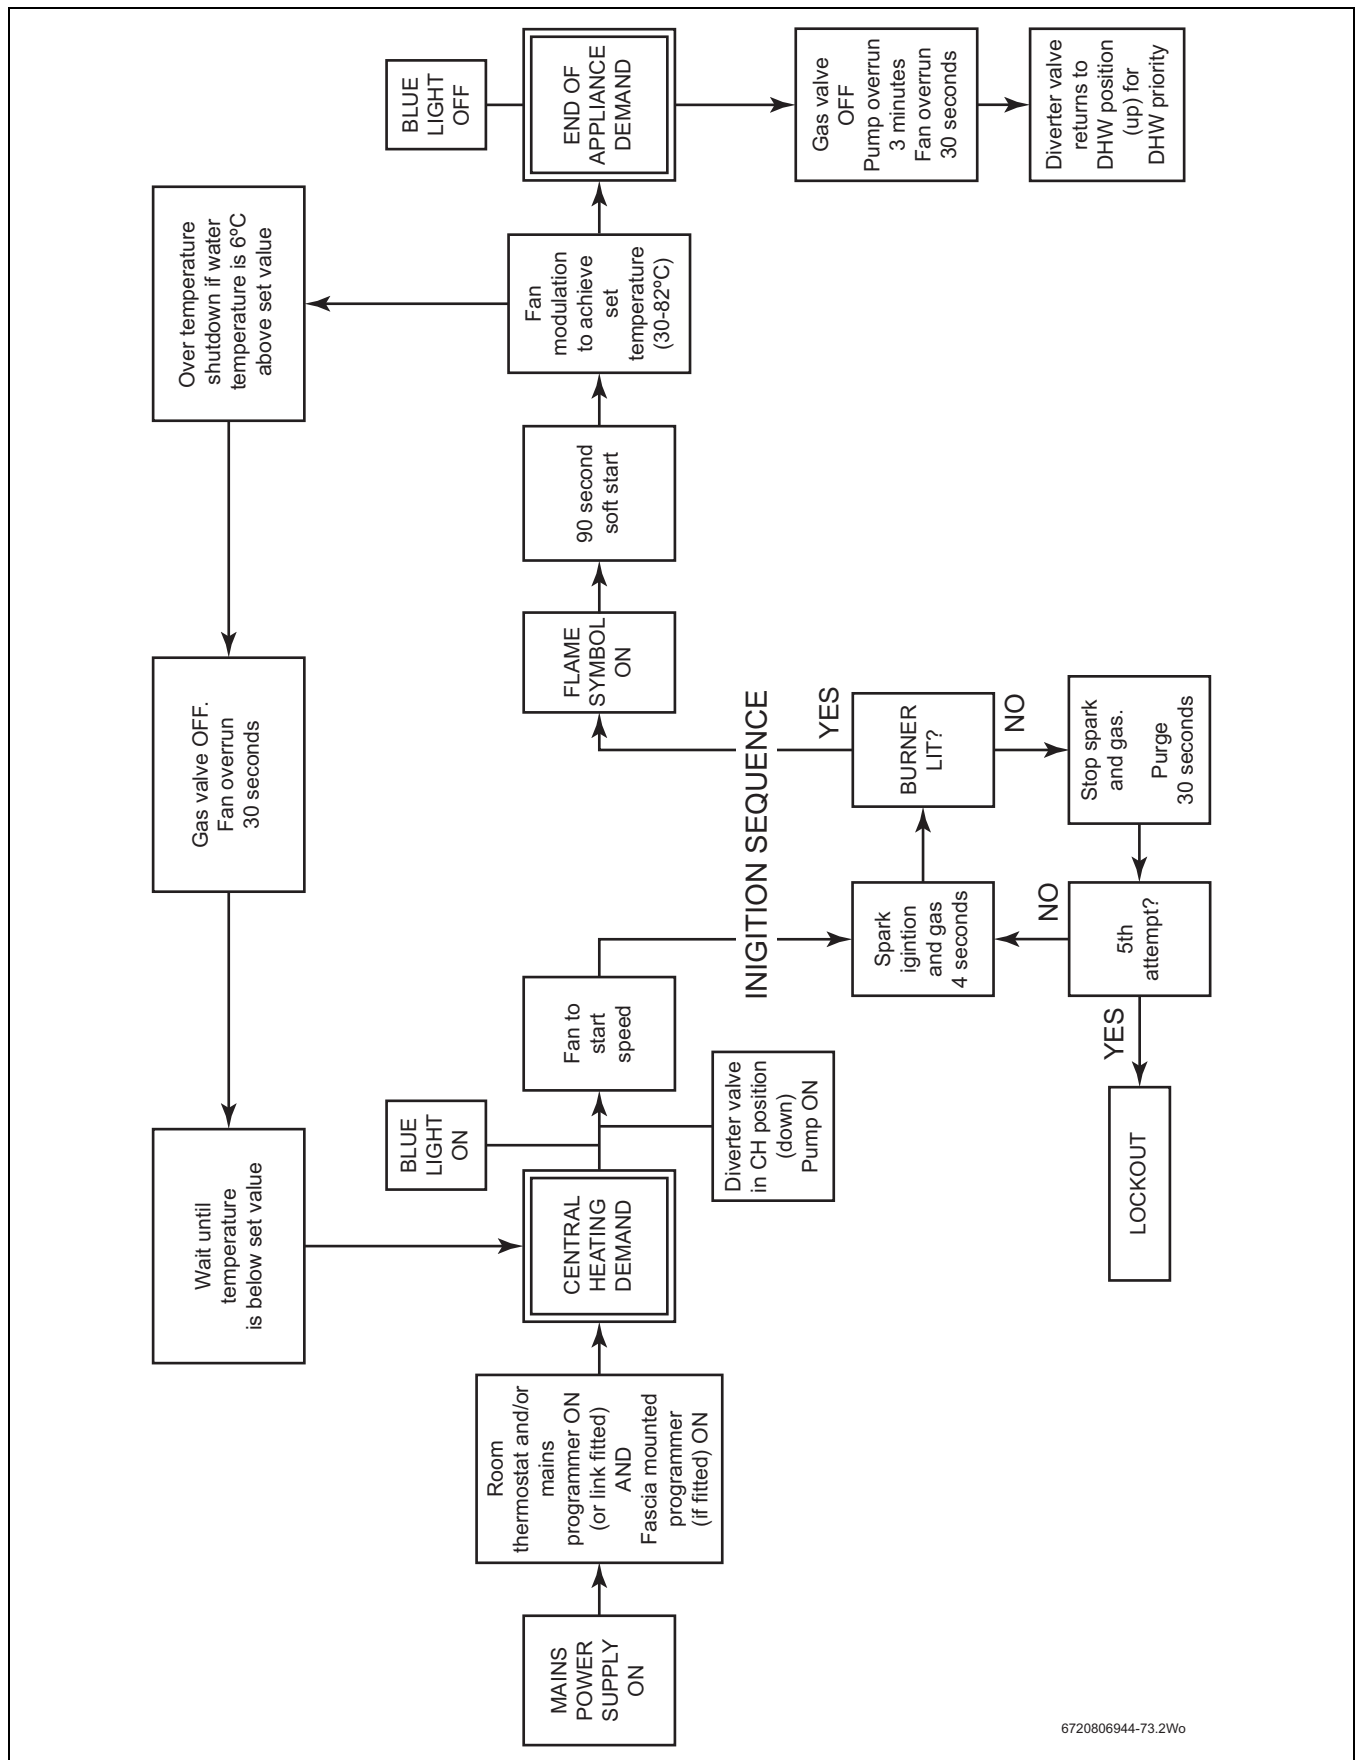 MAINS
POWER
SUPPLY
ON
Room
thermostat and/or
mains
programmer ON
(or link fitted)
AND
Fascia mounted
programmer
(if fitted) ON
CENTRAL
HEATING
DEMAND
BLUE
LIGHT
ON
Diverter valve
in CH position
(down)
Pump ON
Fan to
start
speed
INIGITION SEQUENCE
Spark
igintion
and gas
4 seconds
BURNER
LIT?
YES
NO
Stop spark
and gas.
Purge
30 seconds
5th
attempt?
NO
YES
LOCKOUT
FLAME
SYMBOL
ON
90 second
soft start
Fan
modulation
to achieve
set
temperature
(30-82ºC)
Over temperature
shutdown if water
temperature is 6ºC
above set value
Gas valve OFF.
Fan overrun
30 seconds
Wait until
temperature
is below set value
BLUE
LIGHT
OFF
END OF
APPLIANCE
DEMAND
Gas valve
OFF
Pump overrun
3 minutes
Fan overrun
30 seconds
Diverter valve
returns to
DHW position
(up) for
DHW priority
6720806944-73.2Wo